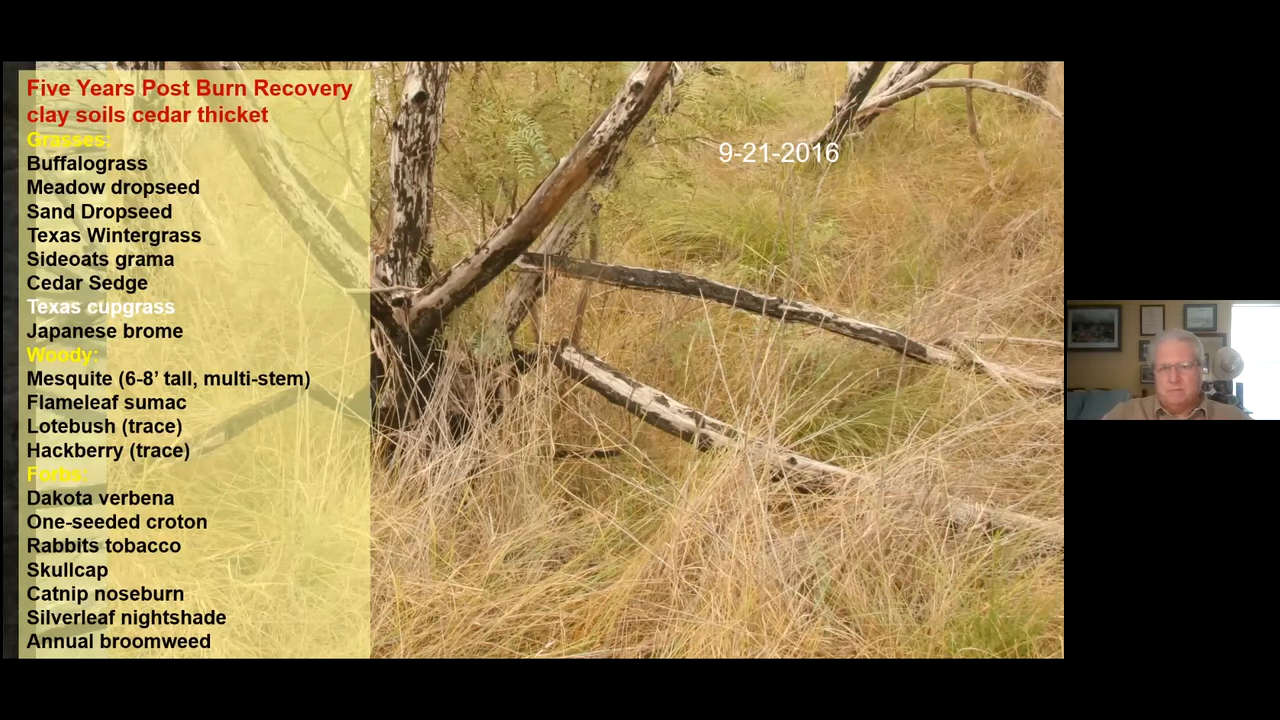 Five Years Post Burn Recovery
clay soils cedar thicket
Grasses:
Buffalograss
Meadow dropseed
Sand Dropseed
Texas Wintergrass
Sideoats grama
Cedar Sedge
Texas cupgrass
Japanese brome
Woody:
Mesquite (6-8’ tall, multi-stem)
Flameleaf sumac
Lotebush (trace)
Hackberry (trace)
Forbs:
Dakota verbena
One-seeded croton
Rabbits tobacco
Skullcap
Catnip noseburn
Silverleaf nightshade
Annual broomweed
9-21-2016